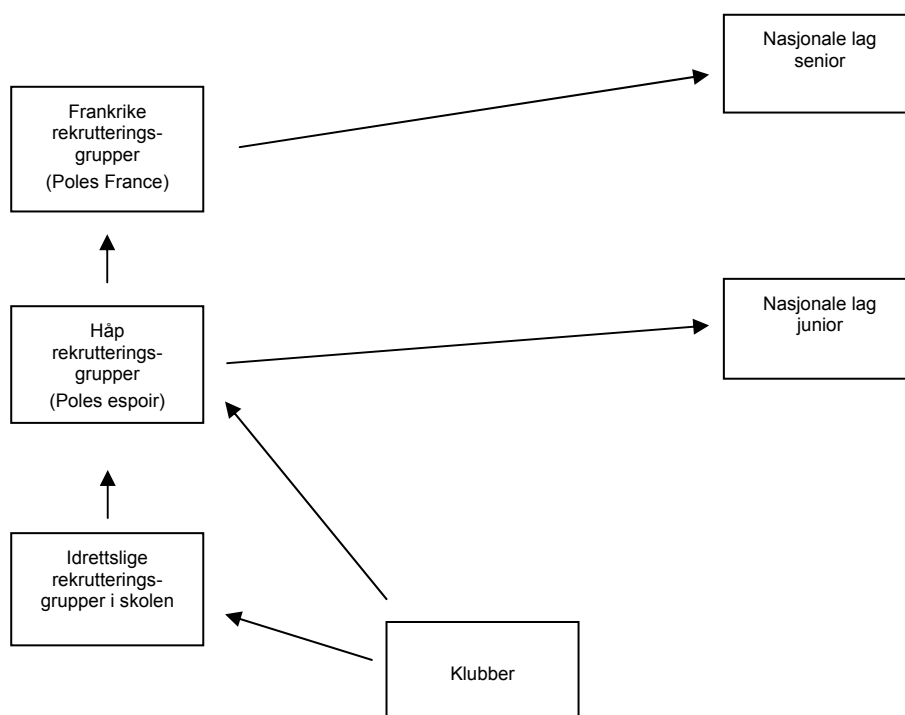 Nasjonale lag
senior
Frankrike
rekrutterings-
grupper
(Poles France)
Håp
rekrutterings-
grupper
(Poles espoir)
Nasjonale lag
junior
Idrettslige
rekrutterings-
grupper i skolen
Klubber